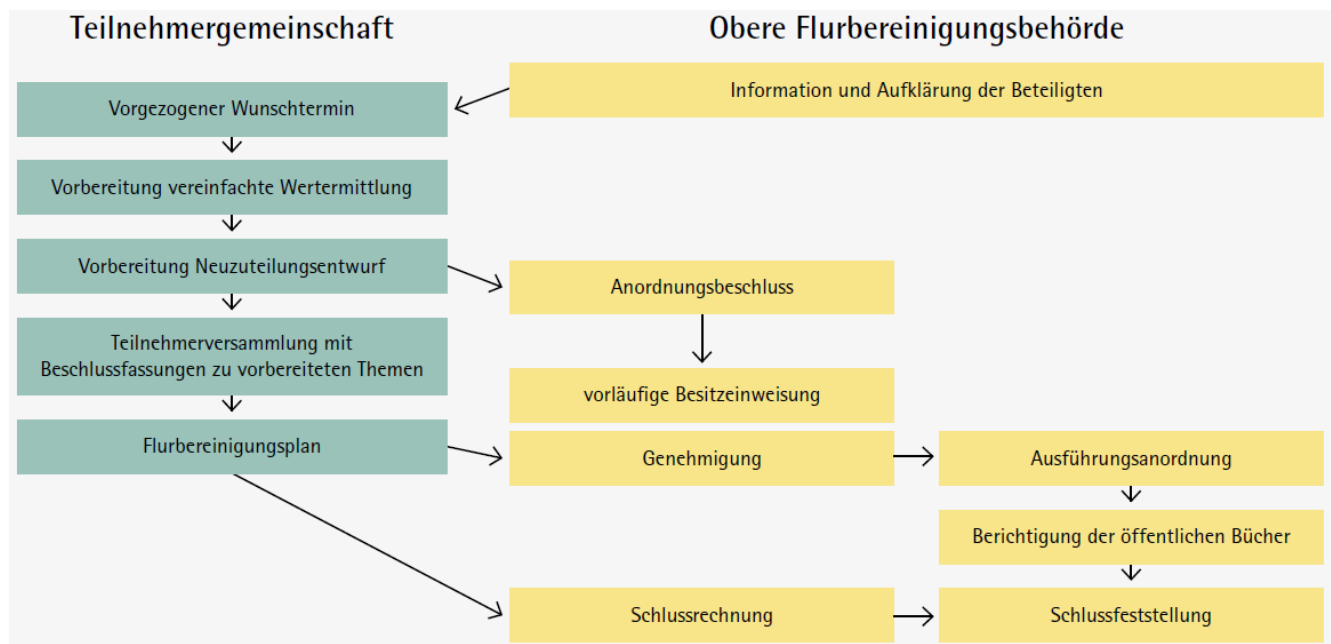 Teilnehmergemeinschaft
Obere Flurbereinigungsbehörde
Information und Aufklärung der Beteiligten
Vorgezogener Wunschtermin
Vorbereitung vereinfachte Wertermittlung
Vorbereitung Neuzuteilungsentwurf
Anordnungsbeschluss
Teilnehmerversammlung mit
Beschlussfassungen zu vorbereiteten Themen
vorläufige Besitzeinweisung
Flurbereinigungsplan
Genehmigung
Ausführungsanordnung
Berichtigung der öffentlichen Bücher
Schlussrechnung
Schlussfeststellung